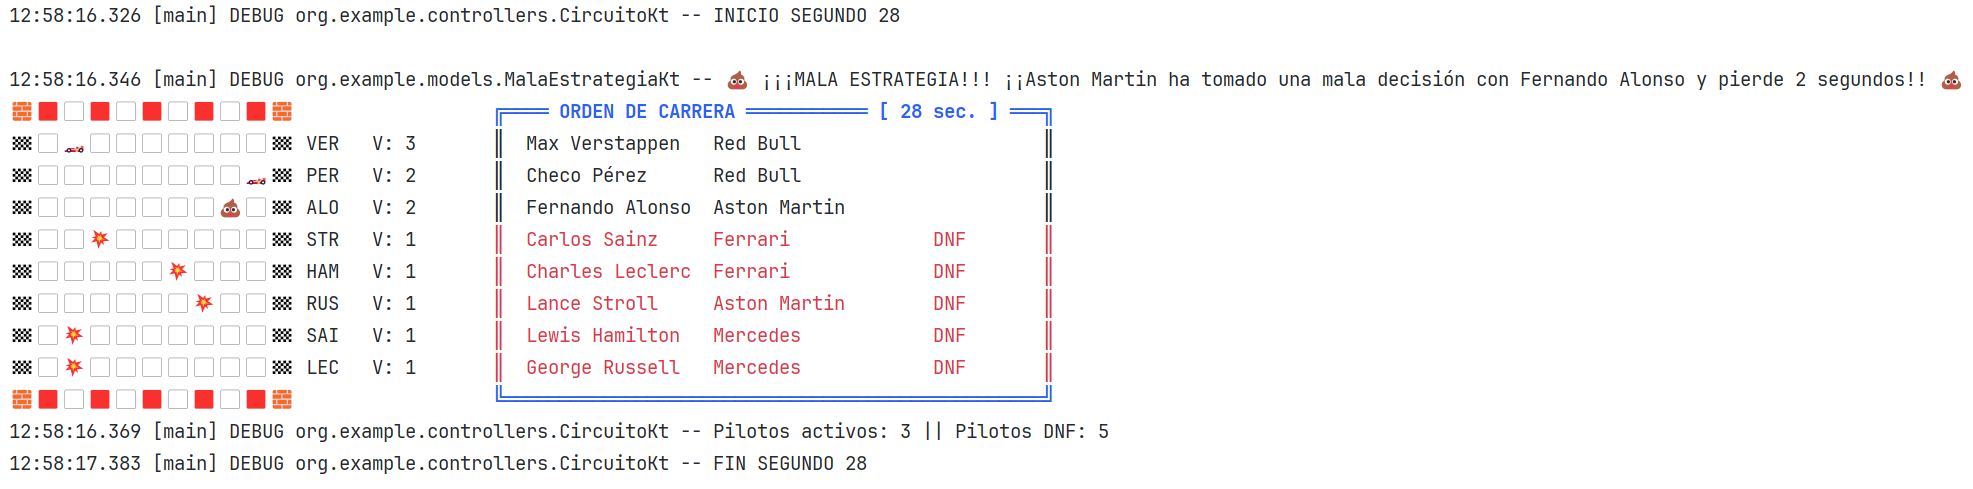 12:58:16.326 [main] DEBUG org.example.controllers.CircuitoKt -- INICIO SEGUNDO 28
12:58:16.346 [main] DEBUG org.example.models.MalaEstrategiaKt -- 💩 ¡¡¡MALA ESTRATEGIA!!! ¡¡Aston Martin ha tomado una mala decisión con Fernando Alonso y pierde 2 segundos!! 💩
ORDEN DE CARRERA [ 28 sec. ]
VER V: 3 Max Verstappen Red Bull
PER V: 2 Checo Pérez Red Bull
ALO V: 2 Fernando Alonso Aston Martin
STR V: 1 Carlos Sainz Ferrari DNF
HAM V: 1 Charles Leclerc Ferrari DNF
RUS V: 1 Lance Stroll Aston Martin DNF
SAI V: 1 Lewis Hamilton Mercedes DNF
LEC V: 1 George Russell Mercedes DNF
12:58:16.369 [main] DEBUG org.example.controllers.CircuitoKt -- Pilotos activos: 3 || Pilotos DNF: 5
12:58:17.383 [main] DEBUG org.example.controllers.CircuitoKt -- FIN SEGUNDO 28